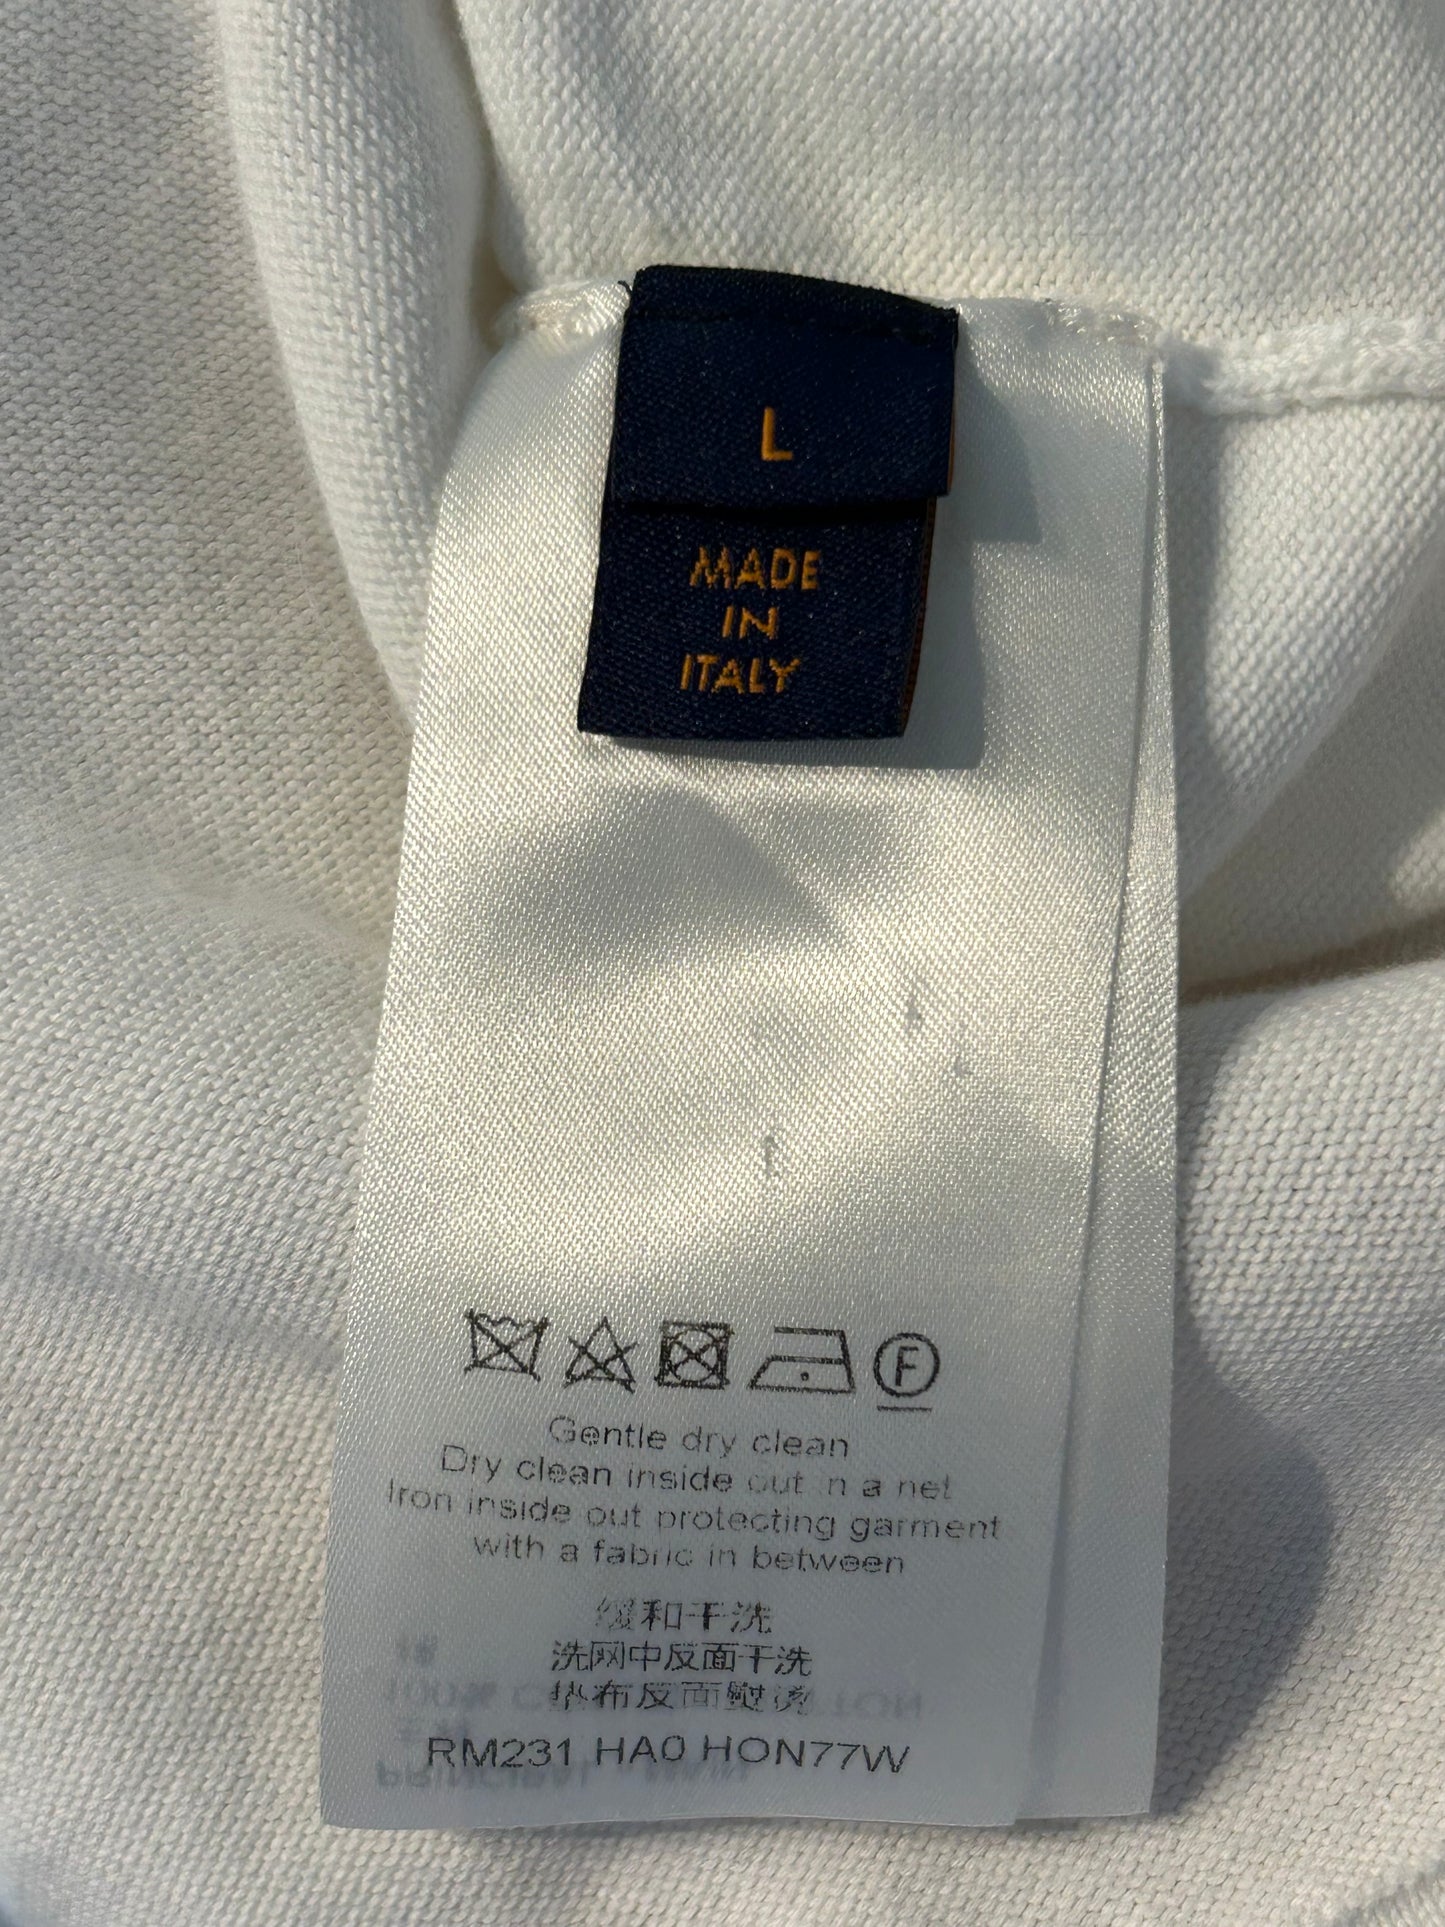 L
MADE
IN
ITALY
F
Gentle dry clean
Dry clean inside out in a net
Iron inside out protecting garment
with a fabric in between
缓和干洗
洗网中反面干洗
垫布反面熨烫
RM231 HA0 HON77W